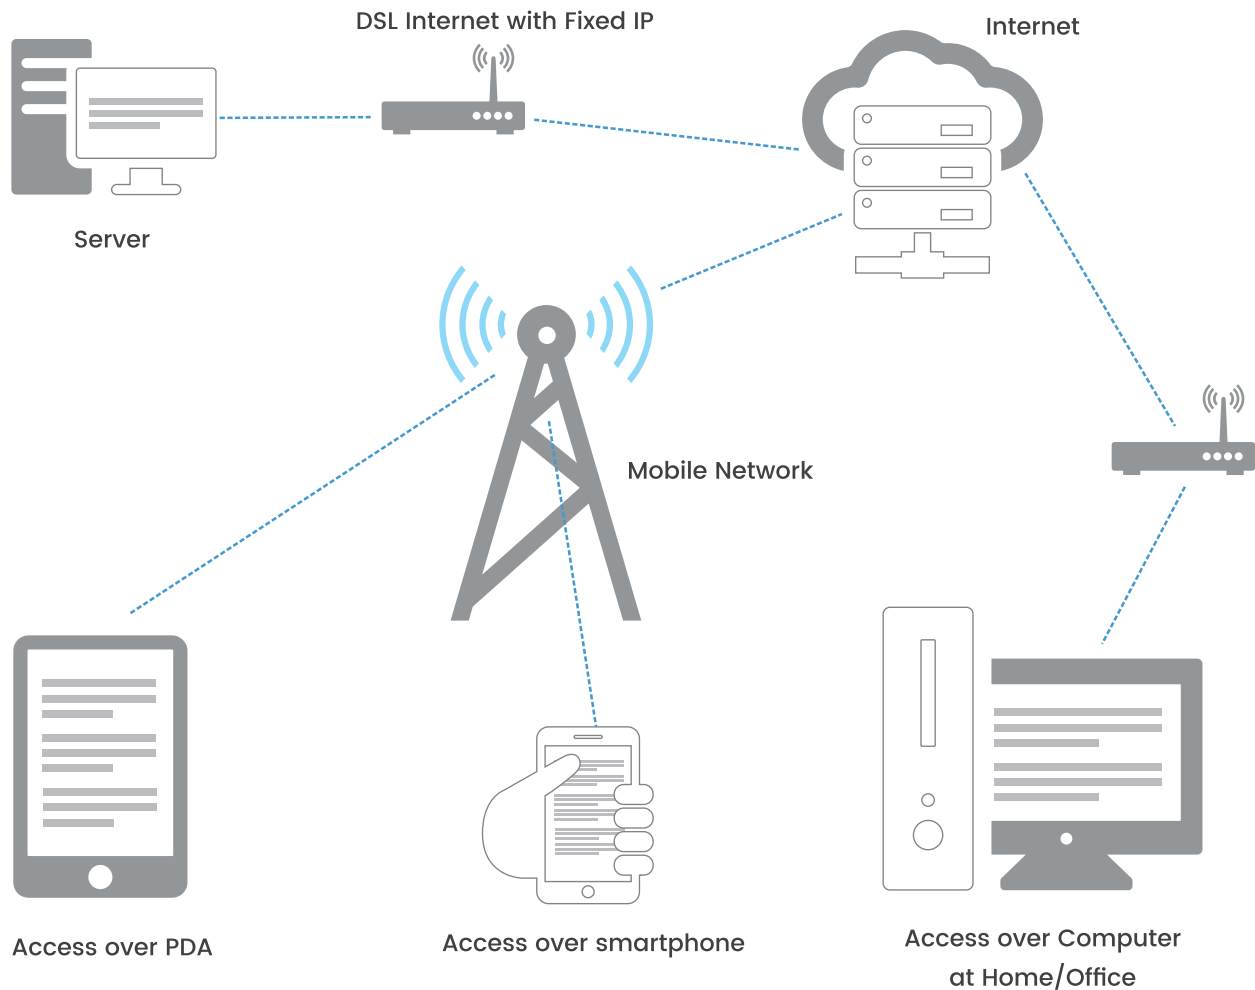 DSL Internet with Fixed IP
Internet
Server
Mobile Network
Access over PDA
Access over smartphone
Access over Computer
at Home/Office